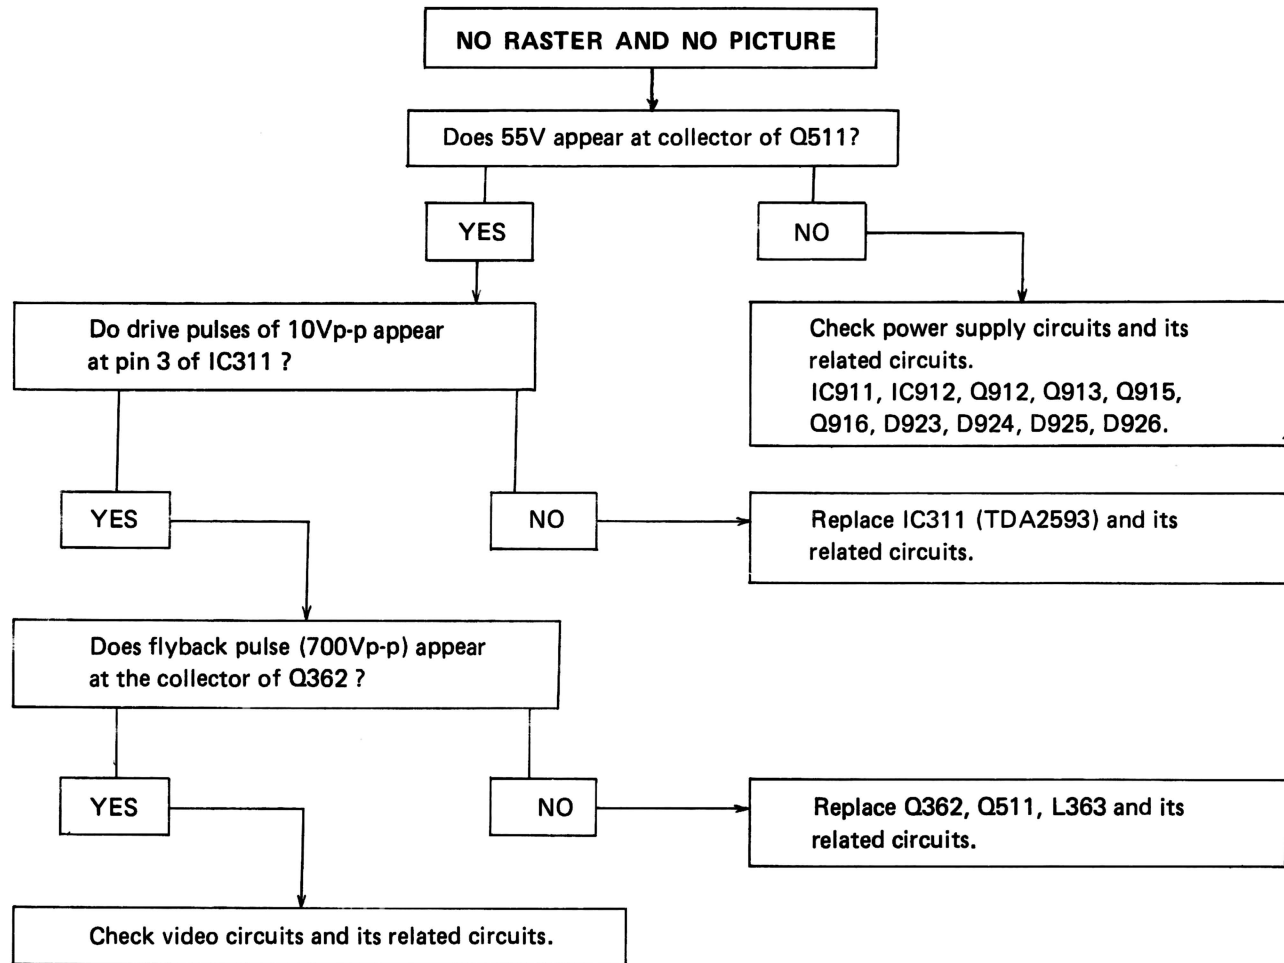 NO RASTER AND NO PICTURE
Does 55V appear at collector of Q511?
YES
NO
Do drive pulses of 10Vp-p appear
at pin 3 of IC311 ?
Check power supply circuits and its
related circuits.
IC911, IC912, Q912, Q913, Q915,
Q916, D923, D924, D925, D926.
YES
NO
Replace IC311 (TDA2593) and its
related circuits.
Does flyback pulse (700Vp-p) appear
at the collector of Q362 ?
YES
NO
Replace Q362, Q511, L363 and its
related circuits.
Check video circuits and its related circuits.